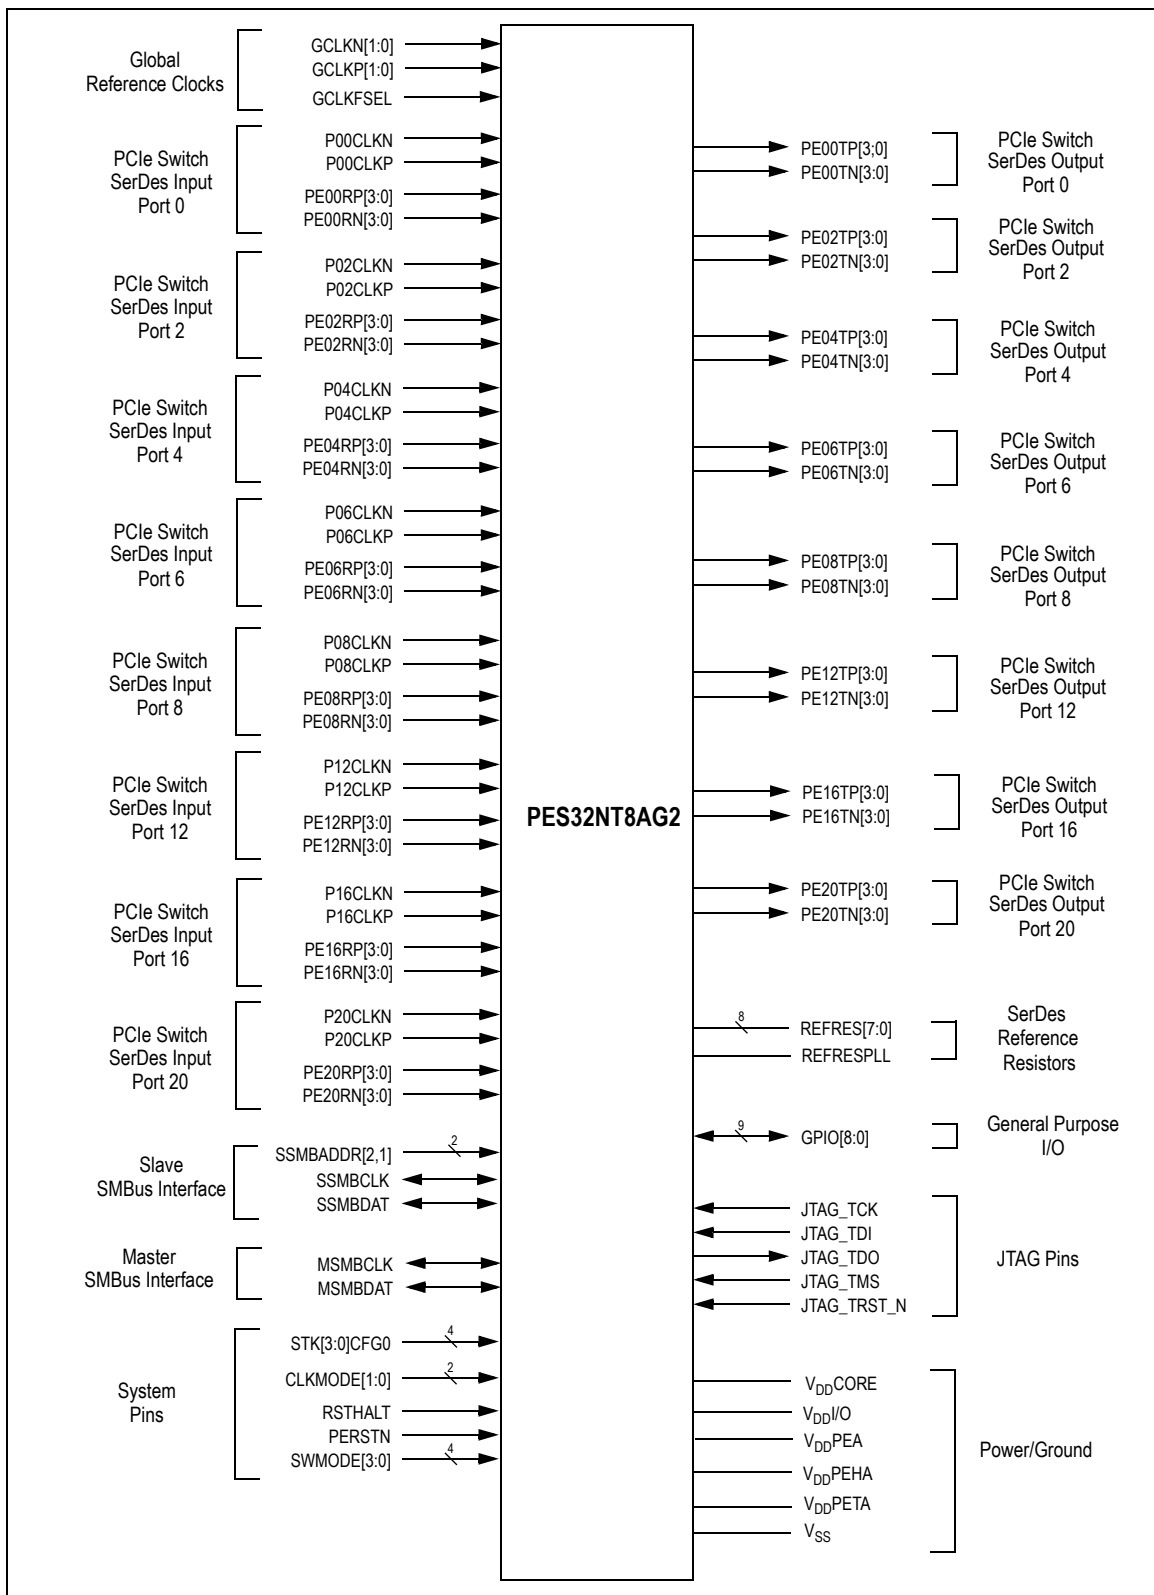 Global
Reference Clocks
GCLKN[1:0]
GCLKP[1:0]
GCLKFSEL
PCIe Switch
SerDes Input
Port 0
P00CLKN
P00CLKP
PE00RP[3:0]
PE00RN[3:0]
PCIe Switch
SerDes Input
Port 2
P02CLKN
P02CLKP
PE02RP[3:0]
PE02RN[3:0]
PCIe Switch
SerDes Input
Port 4
P04CLKN
P04CLKP
PE04RP[3:0]
PE04RN[3:0]
PCIe Switch
SerDes Input
Port 6
P06CLKN
P06CLKP
PE06RP[3:0]
PE06RN[3:0]
PCIe Switch
SerDes Input
Port 8
P08CLKN
P08CLKP
PE08RP[3:0]
PE08RN[3:0]
PCIe Switch
SerDes Input
Port 12
P12CLKN
P12CLKP
PE12RP[3:0]
PE12RN[3:0]
PCIe Switch
SerDes Input
Port 16
P16CLKN
P16CLKP
PE16RP[3:0]
PE16RN[3:0]
PCIe Switch
SerDes Input
Port 20
P20CLKN
P20CLKP
PE20RP[3:0]
PE20RN[3:0]
Slave
SMBus Interface
SSMBADDR[2,1]
2
SSMBCLK
SSMBDAT
Master
SMBus Interface
MSMBCLK
MSMBDAT
System
Pins
STK[3:0]CFG0
4
CLKMODE[1:0]
2
RSTHALT
PERSTN
SWMODE[3:0]
4
PES32NT8AG2
PE00TP[3;0]
PE00TN[3:0]
PCIe Switch
SerDes Output
Port 0
PE02TP[3:0]
PE02TN[3:0]
PCIe Switch
SerDes Output
Port 2
PE04TP[3:0]
PE04TN[3:0]
PCIe Switch
SerDes Output
Port 4
PE06TP[3:0]
PE06TN[3:0]
PCIe Switch
SerDes Output
Port 6
PE08TP[3:0]
PE08TN[3:0]
PCIe Switch
SerDes Output
Port 8
PE12TP[3:0]
PE12TN[3:0]
PCIe Switch
SerDes Output
Port 12
PE16TP[3:0]
PE16TN[3:0]
PCIe Switch
SerDes Output
Port 16
PE20TP[3:0]
PE20TN[3:0]
PCIe Switch
SerDes Output
Port 20
8
REFRES[7:0]
REFRESPLL
SerDes
Reference
Resistors
9
GPIO[8:0]
General Purpose
I/O
JTAG_TCK
JTAG_TDI
JTAG_TDO
JTAG_TMS
JTAG_TRST_N
JTAG Pins
VDDCORE
VDDI/O
VDDPEA
VDDPEHA
VDDPETA
VSS
Power/Ground